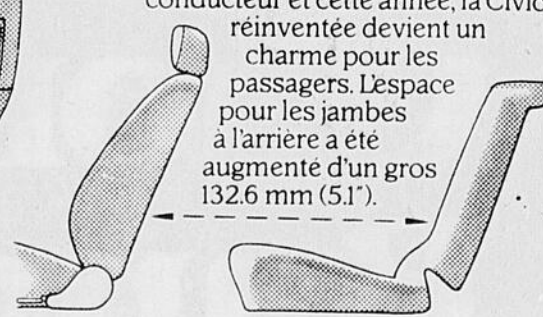 conducteur et cette année, la Civic
réinventée devient un
charme pour les
passagers. L'espace
pour les jambes
à l'arrière a été
augmenté d'un gros
132.6 mm (5.1").